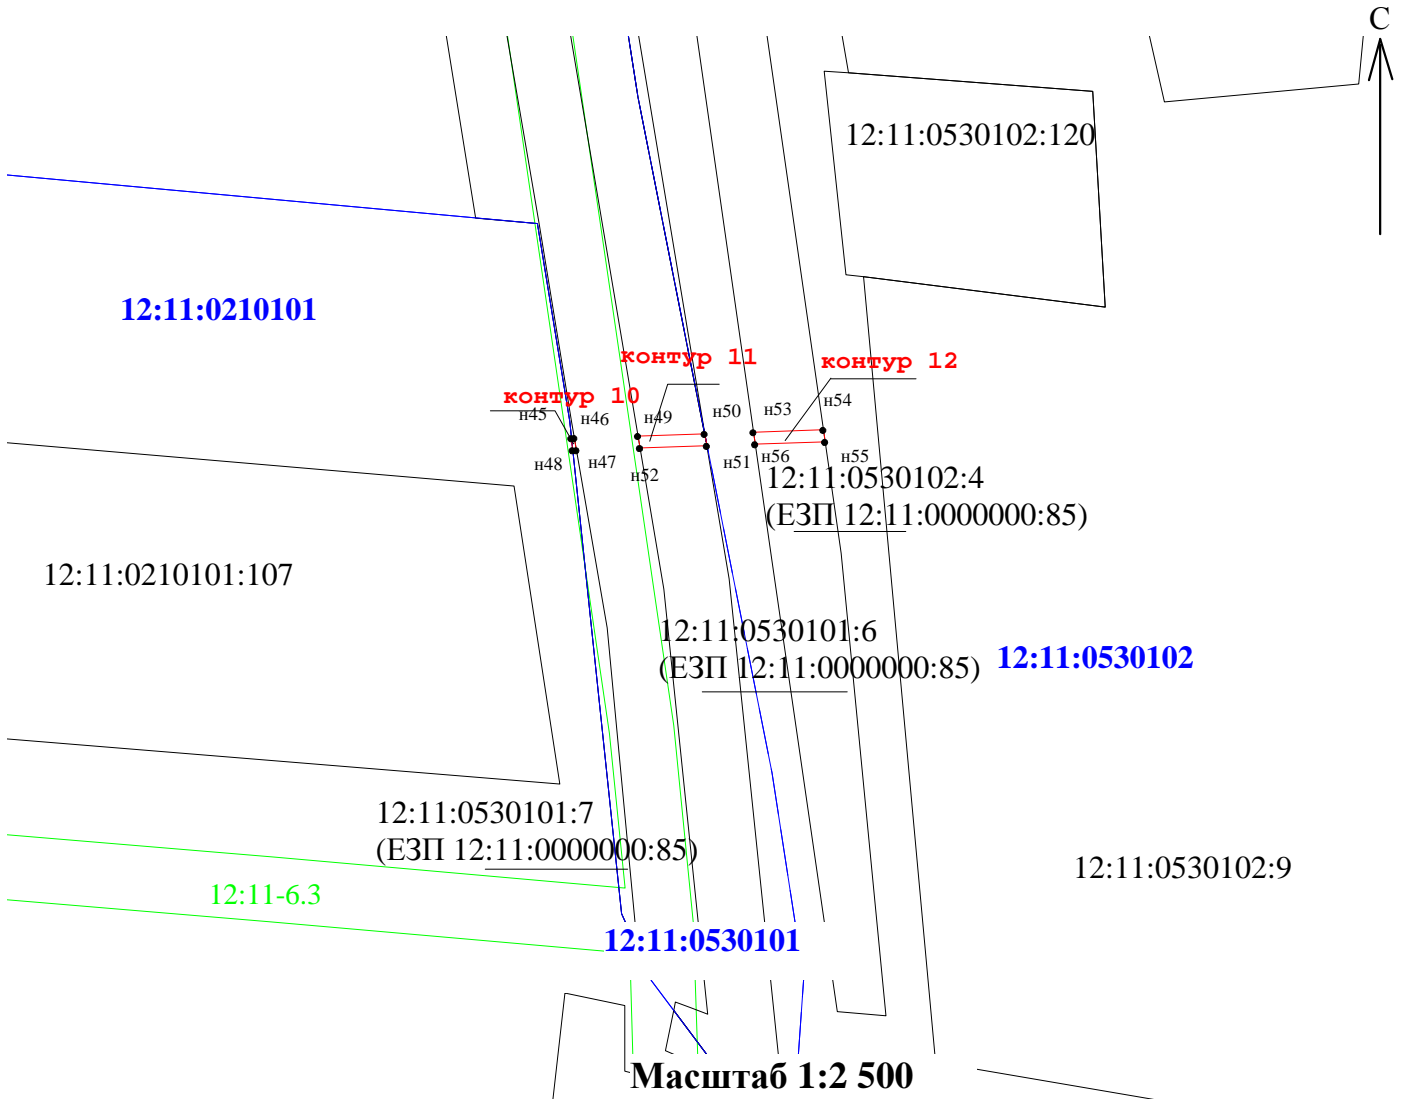 С
12:11:0530102:120
12:11:0210101
контур 11
контур 12
контур 10
н45
н46
н49
н50
н53
н54
н48
н47
н52
н51
н56
н55
12:11:0530102:4
(ЕЗП 12:11:0000000:85)
12:11:0210101:107
12:11:0530101:6
(ЕЗП 12:11:0000000:85)
12:11:0530102
12:11:0530101:7
(ЕЗП 12:11:0000000:85)
12:11:0530102:9
12:11-6.3
12:11:0530101
Масштаб 1:2 500